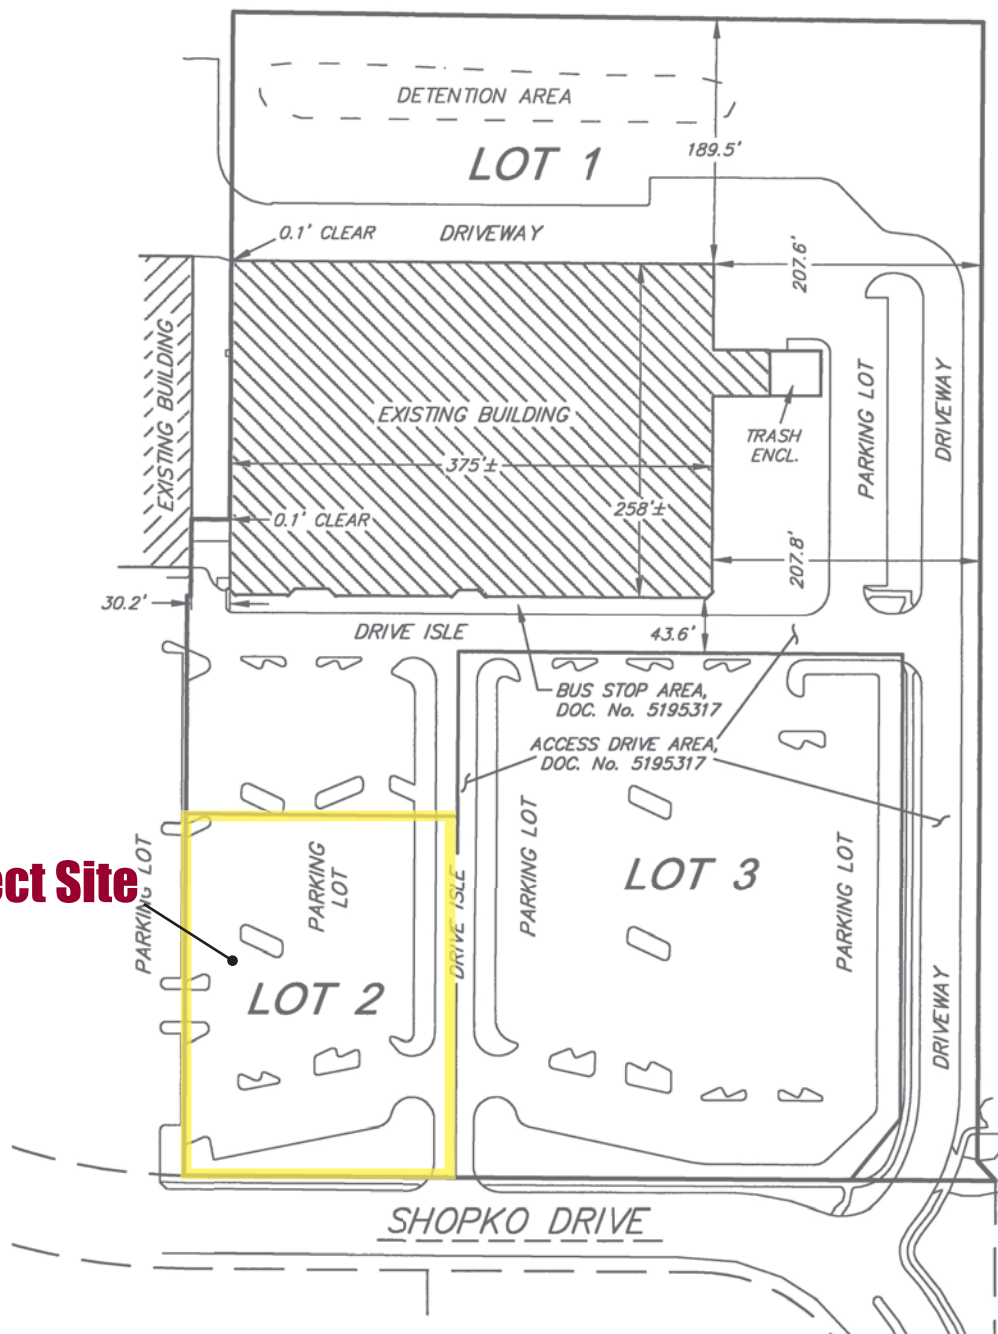 DETENTION AREA
LOT 1
189.5'
0.1' CLEAR
DRIVEWAY
207.6'
EXISTING BUILDING
EXISTING BUILDING
PARKING LOT
DRIVEWAY
TRASH
ENCL.
375'±
258'±
0.1' CLEAR
207.8'
30.2'
DRIVE ISLE
43.6'
BUS STOP AREA,
DOC. No. 5195317
ACCESS DRIVE AREA,
DOC. No. 5195317
PARKING LOT
PARKING
LOT
DRIVE ISLE
PARKING LOT
LOT 3
PARKING LOT
Site
LOT 2
DRIVEWAY
SHOPKO DRIVE